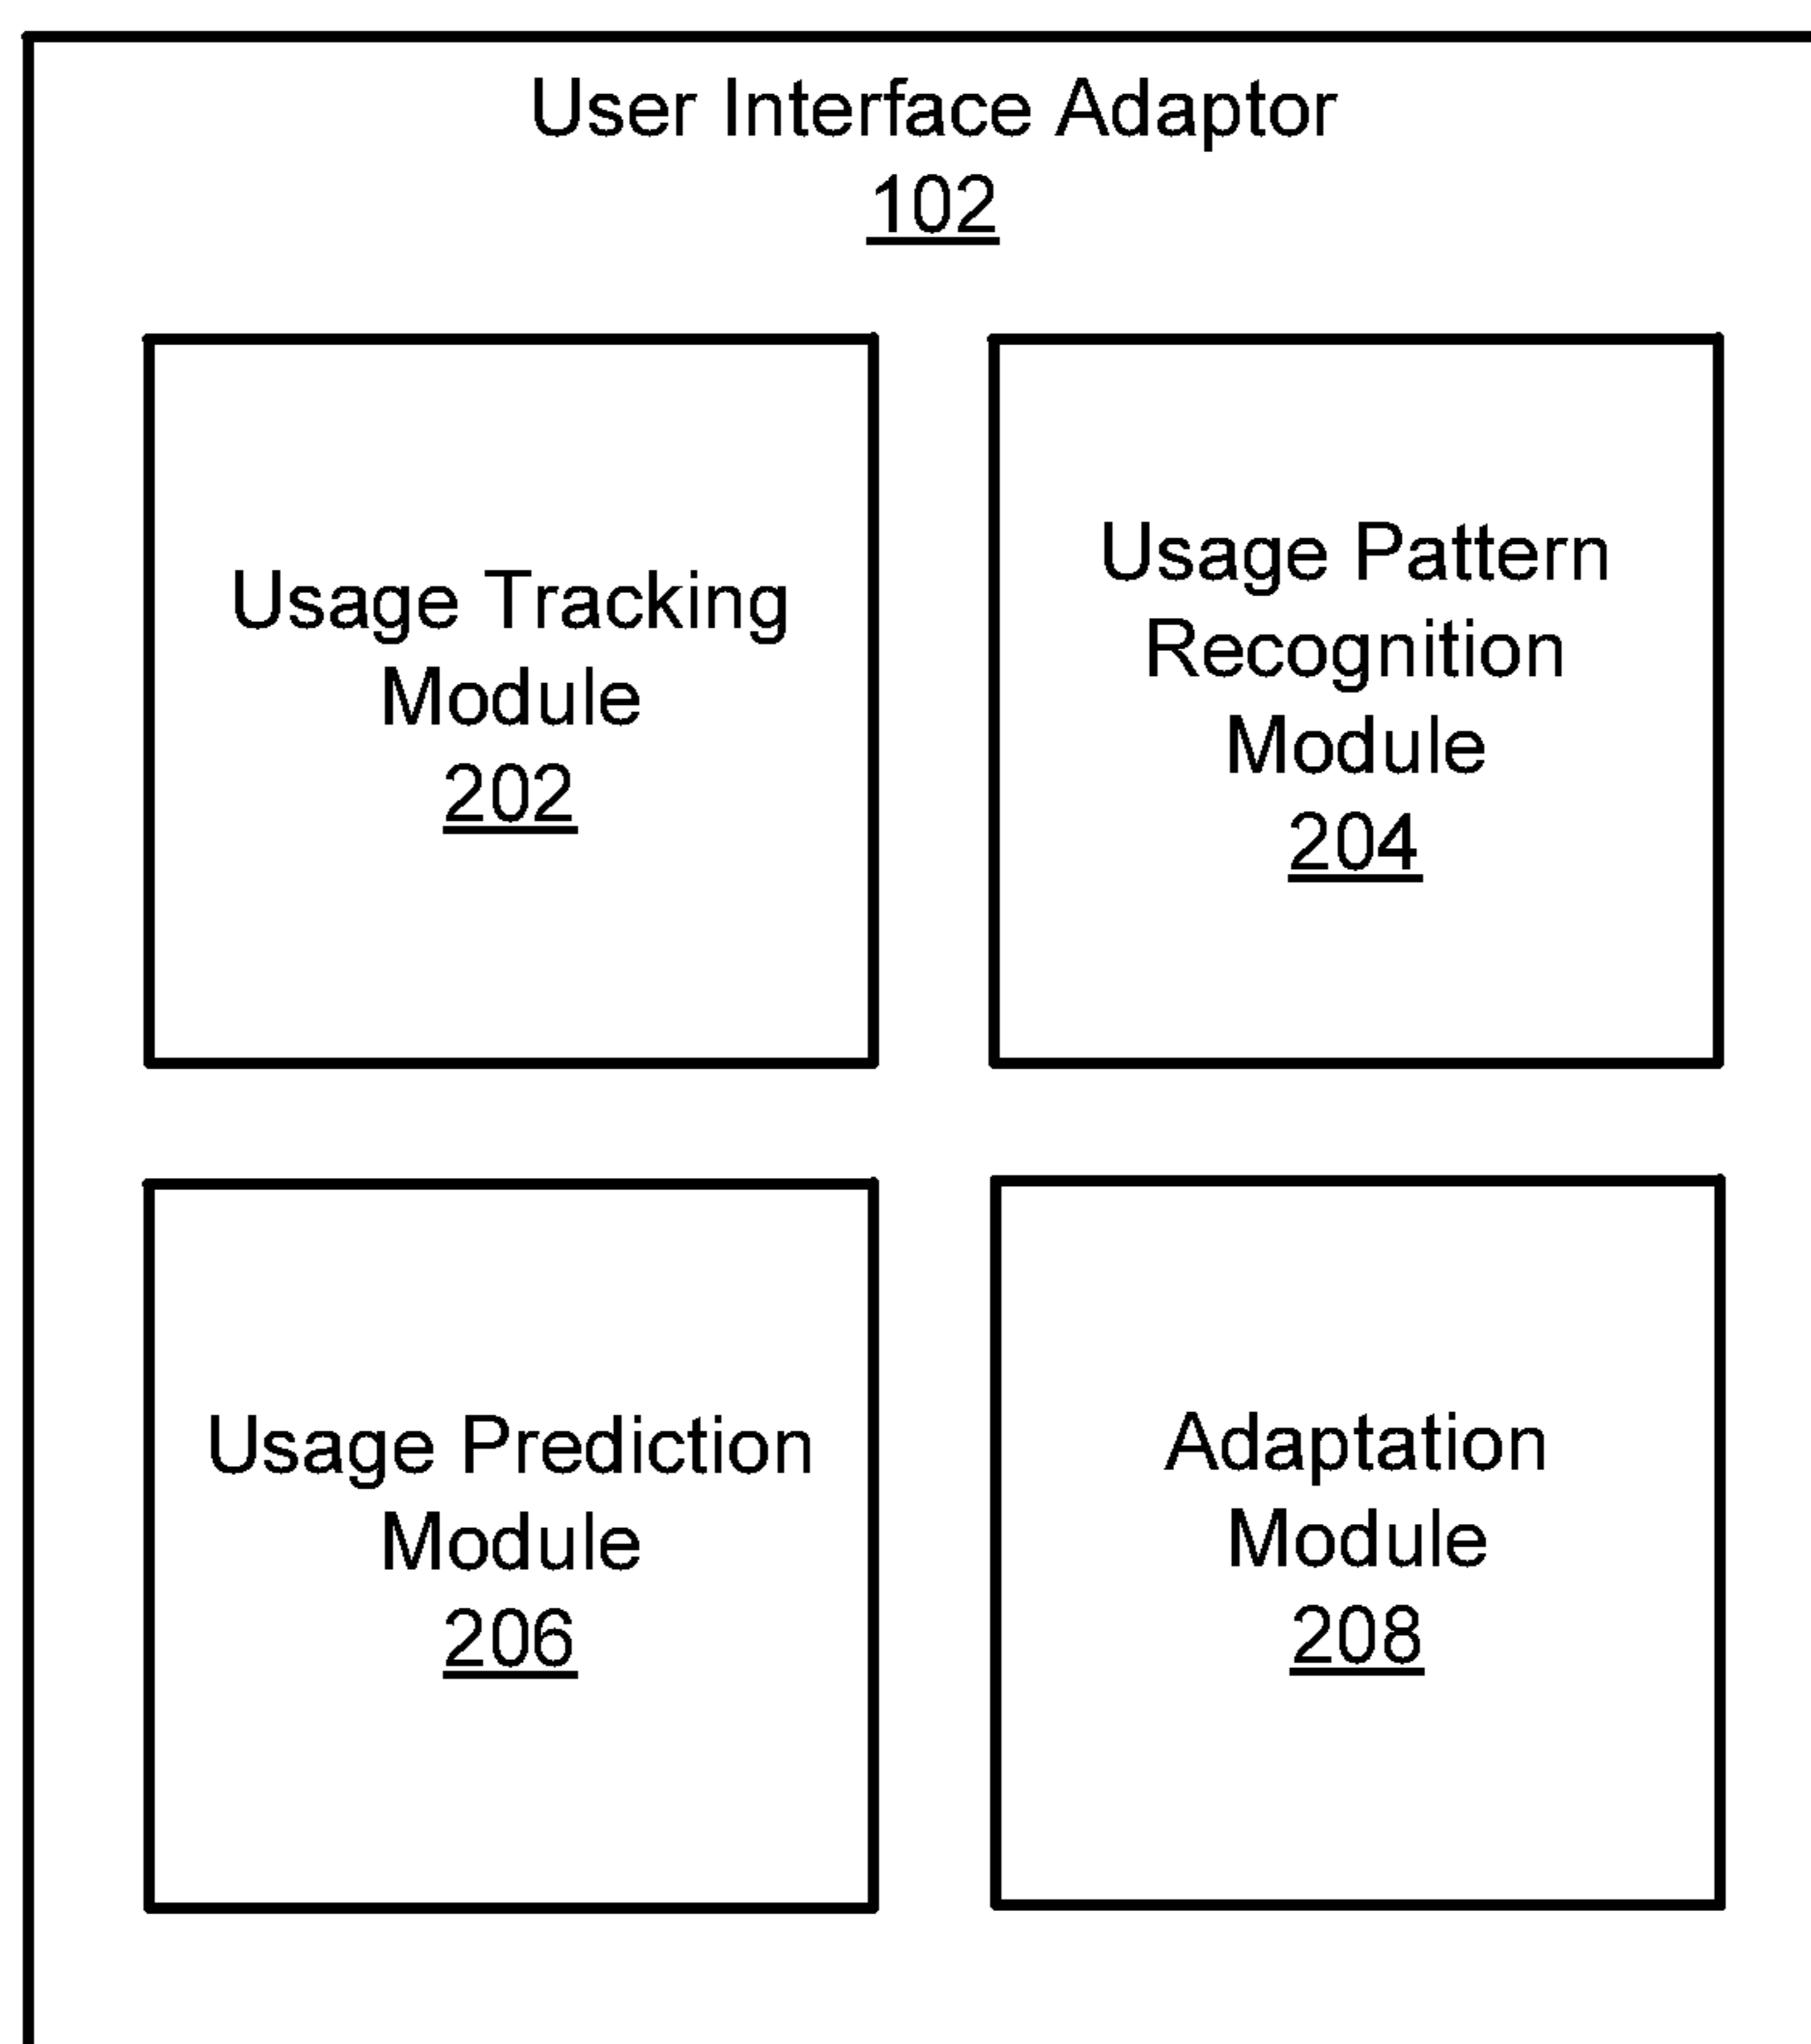 User Interface Adaptor
102
Usage Tracking
Module
202
Usage Pattern
Recognition
Module
204
Usage Prediction
Module
206
Adaptation
Module
208